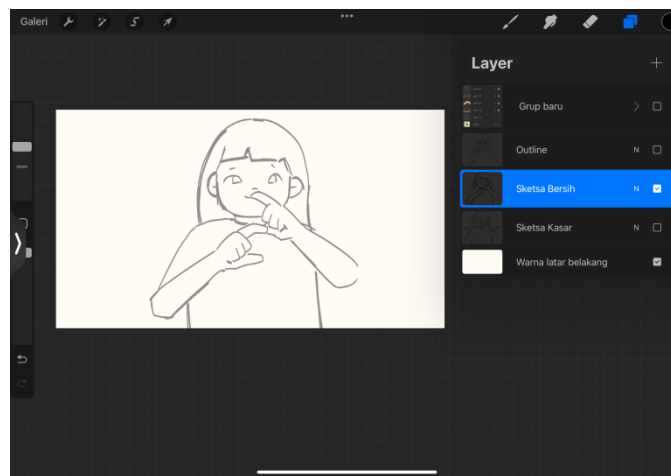 Galeri
Layer
Grup baru
Outline N
Sketsa Bersih N
Sketsa Kasar N
Warna latar belakang